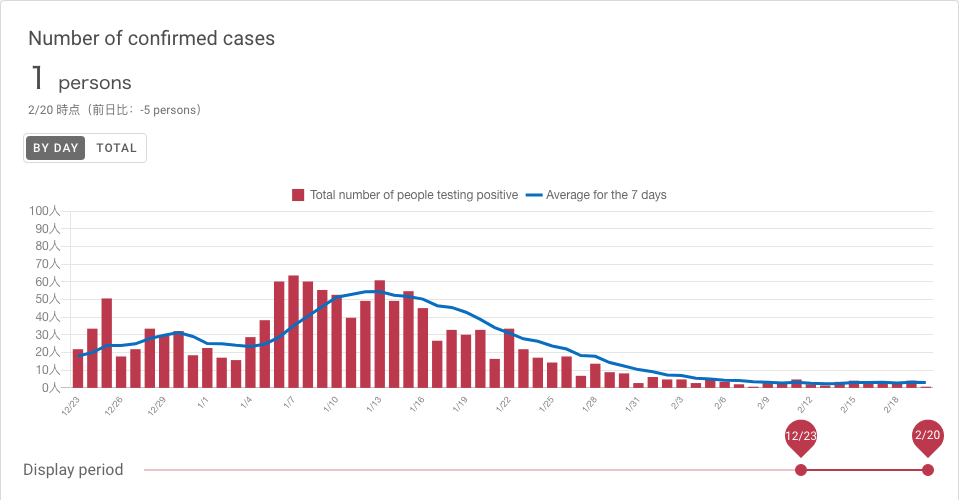 Number of confirmed cases
1 persons
2/20 時点（前日比：-5 persons）
BY DAY TOTAL
Total number of people testing positive Average for the 7 days
100人
90人
80人
70人
60人
50人
40人
30人
20人
10人
0人
12/23 12/26 12/29 1/1 1/4 1/7 1/10 1/13 1/16 1/19 1/22 1/25 1/28 1/31 2/3 2/6 2/9 2/12 2/15 2/18
12/23 2/20
Display period